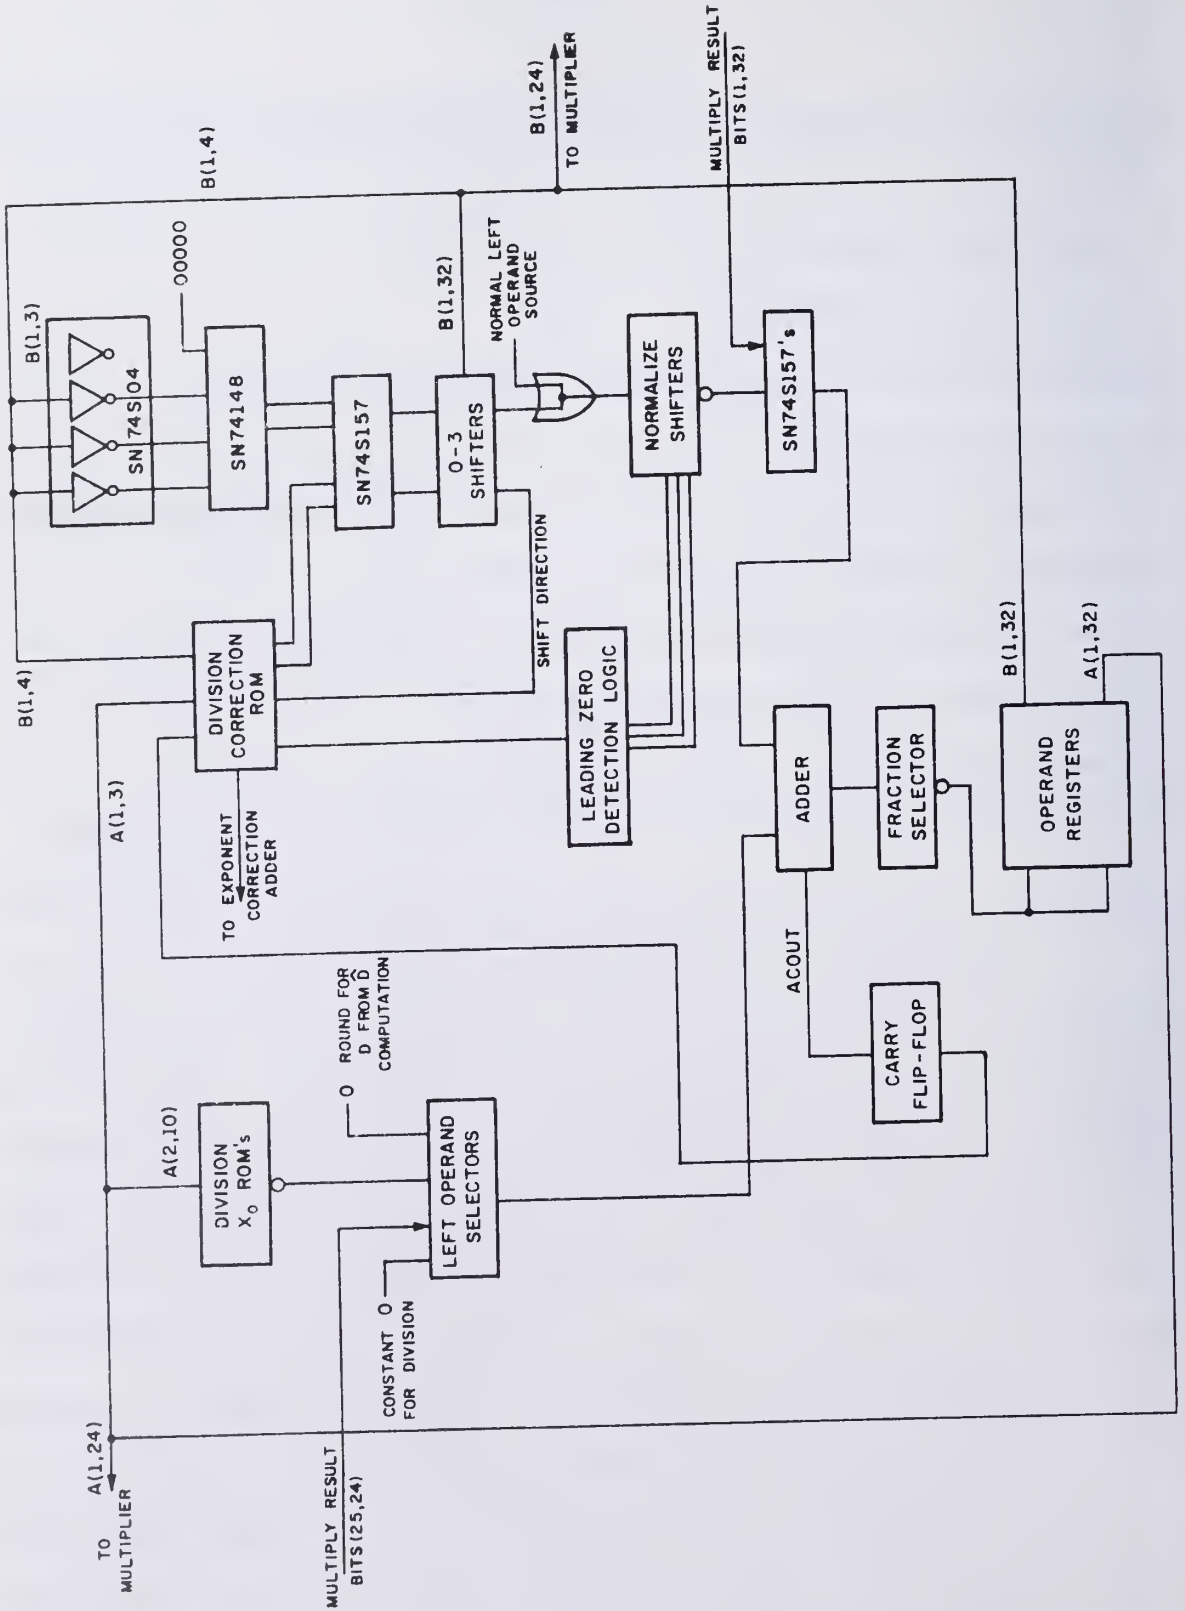 A(1,24)
TO
MULTIPLIER
MULTIPLY RESULT
BITS(25,24)
CONSTANT 0
FOR DIVISION
A(2,10)
DIVISION
X₀ ROM's
0 ROUND FOR
D̂ FROM D
COMPUTATION
LEFT OPERAND
SELECTORS
A(1,3)
B(1,4)
DIVISION
CORRECTION
ROM
TO EXPONENT
CORRECTION
ADDER
SHIFT DIRECTION
LEADING ZERO
DETECTION LOGIC
B(1,3)
SN74S104
00000
SN74148
SN74S157
B(1,4)
B(1,32)
0-3
SHIFTERS
NORMAL LEFT
OPERAND
SOURCE
NORMALIZE
SHIFTERS
B(1,24)
TO MULTIPLIER
MULTIPLY RESULT
BITS(1,32)
SN74S157's
ADDER
ACOUT
CARRY
FLIP-FLOP
FRACTION
SELECTOR
B(1,32)
A(1,32)
OPERAND
REGISTERS